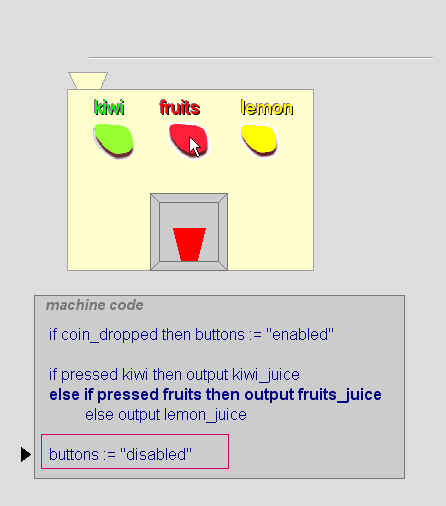 kiwi fruits lemon
machine code
if coin_dropped then buttons := "enabled"
if pressed kiwi then output kiwi_juice
else if pressed fruits then output fruits_juice
else output lemon_juice
buttons := "disabled"